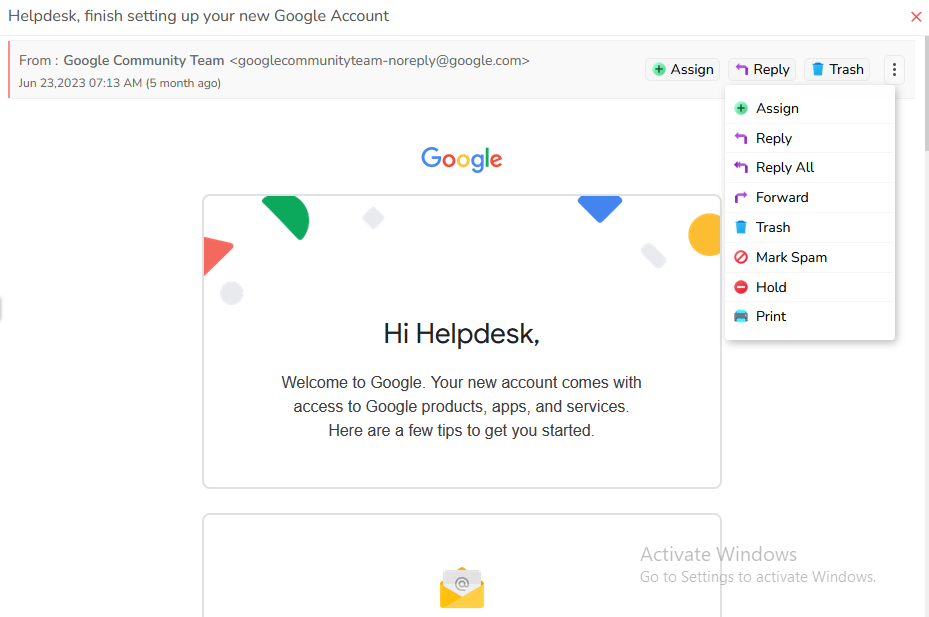 Helpdesk, finish setting up your new Google Account
From : Google Community Team <googlecommunityteam-noreply@google.com>
Jun 23,2023 07:13 AM (5 month ago)
Assign
Reply
Trash
Assign
Reply
Reply All
Forward
Trash
Mark Spam
Hold
Print
Google
Hi Helpdesk,
Welcome to Google. Your new account comes with
access to Google products, apps, and services.
Here are a few tips to get you started.
@
Activate Windows
Go to Settings to activate Windows.